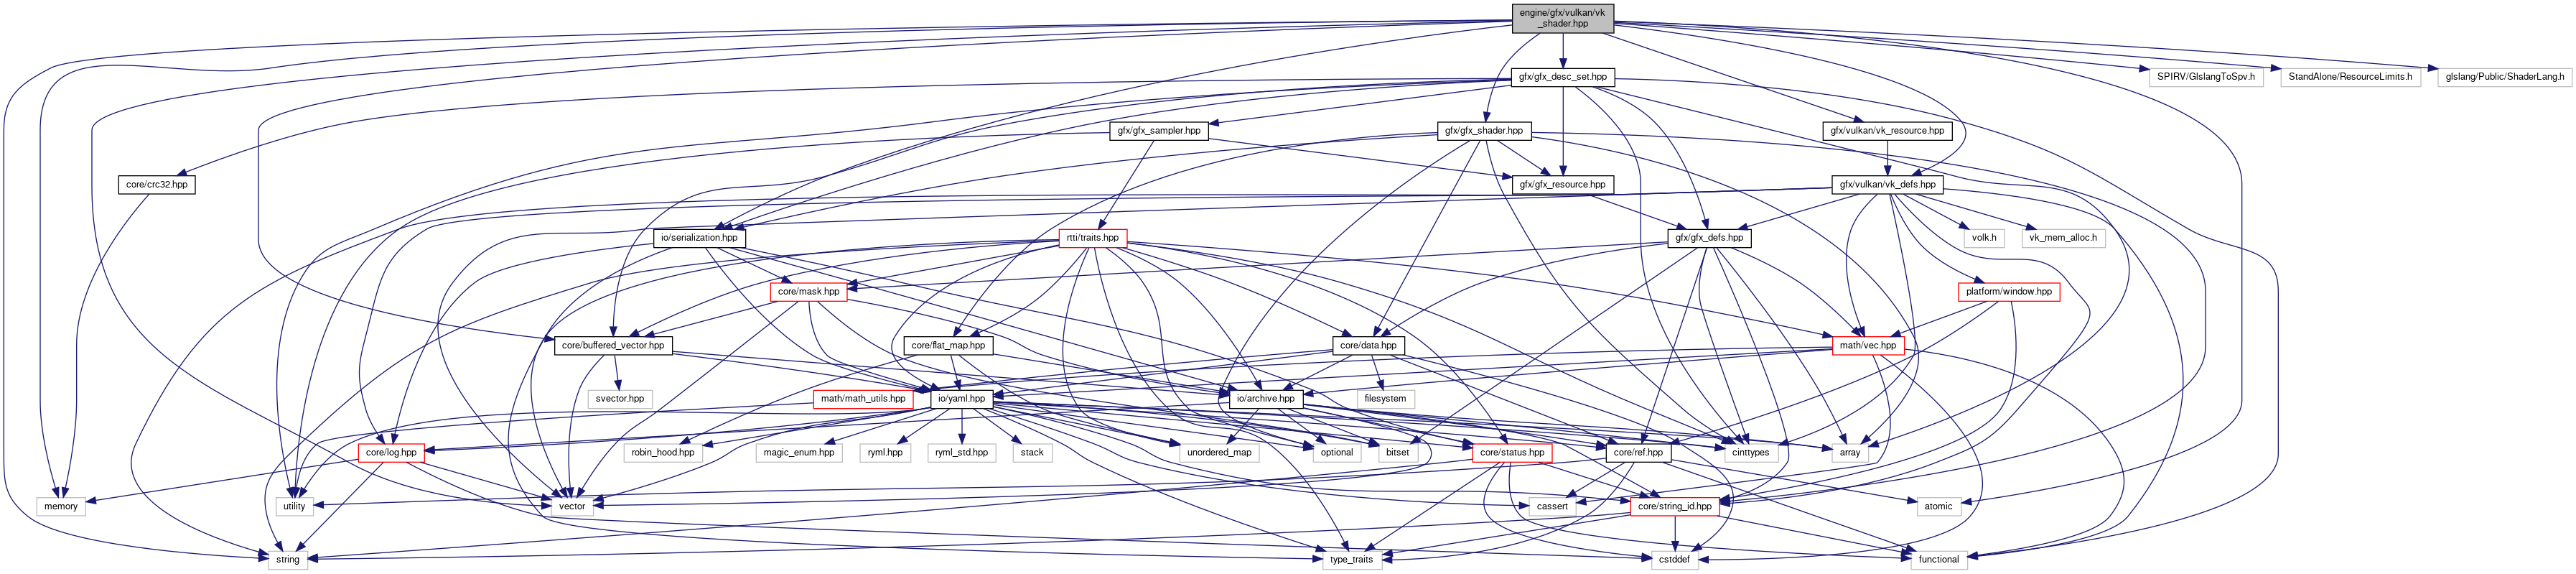 engine/gfx/vulkan/vk
_shader.hpp
gfx/gfx_desc_set.hpp
SPIRV/GlslangToSpv.h
StandAlone/ResourceLimits.h
glslang/Public/ShaderLang.h
gfx/gfx_sampler.hpp
gfx/gfx_shader.hpp
gfx/vulkan/vk_resource.hpp
core/crc32.hpp
gfx/gfx_resource.hpp
gfx/vulkan/vk_defs.hpp
io/serialization.hpp
rtti/traits.hpp
gfx/gfx_defs.hpp
volk.h
vk_mem_alloc.h
core/mask.hpp
platform/window.hpp
core/buffered_vector.hpp
core/flat_map.hpp
core/data.hpp
math/vec.hpp
svector.hpp
math/math_utils.hpp
io/yaml.hpp
io/archive.hpp
filesystem
core/log.hpp
robin_hood.hpp
magic_enum.hpp
ryml.hpp
ryml_std.hpp
stack
unordered_map
optional
bitset
core/status.hpp
core/ref.hpp
cinttypes
array
memory
utility
vector
cassert
core/string_id.hpp
atomic
string
type_traits
cstddef
functional